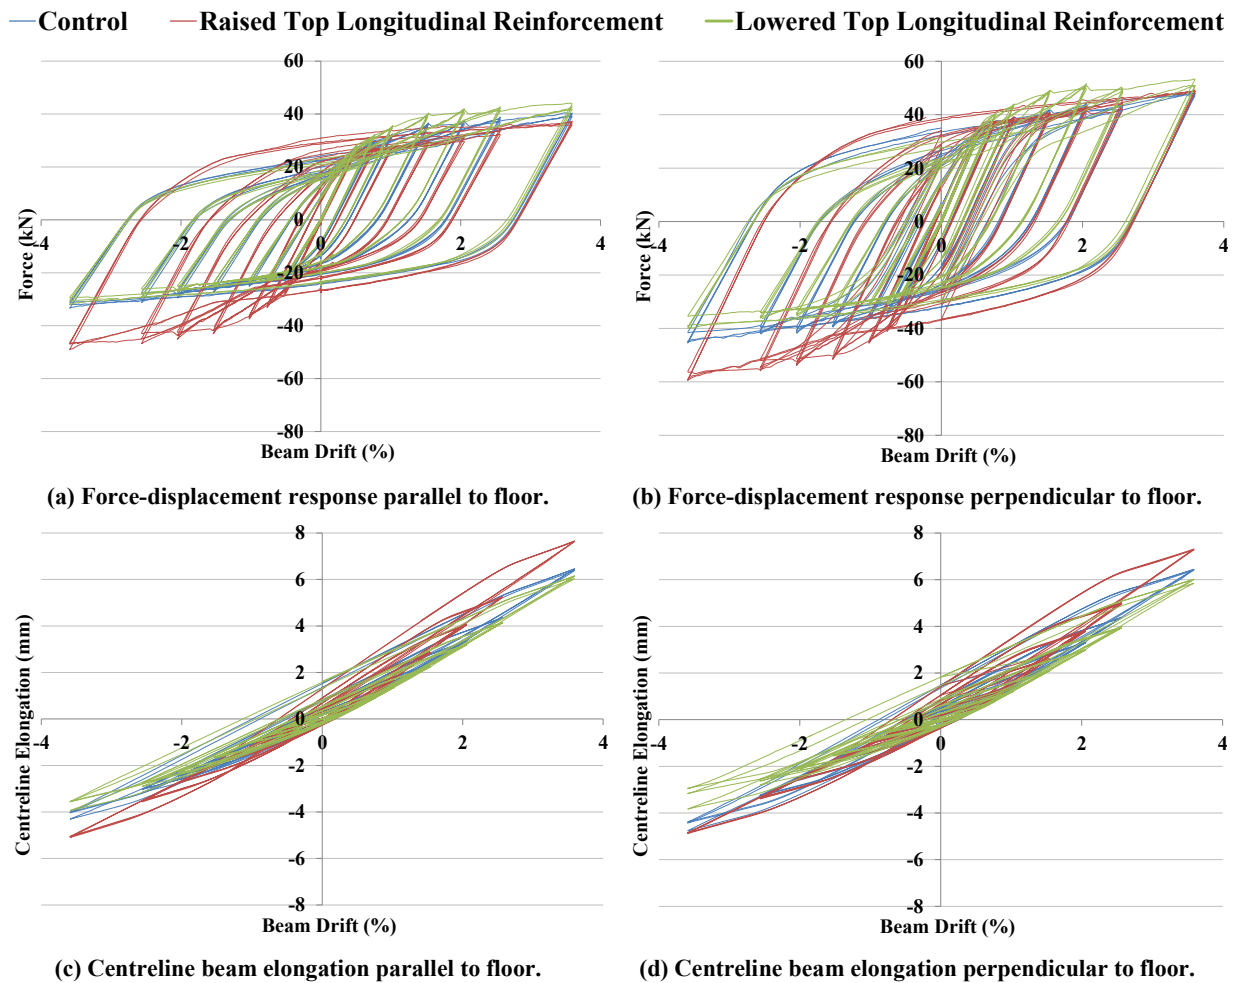 Control Raised Top Longitudinal Reinforcement Lowered Top Longitudinal Reinforcement
60
40
20
0
-20
-40
-60
-80
-4 -2 0 2 4
Force (kN)
Beam Drift (%)
(a) Force-displacement response parallel to floor.
60
40
20
0
-20
-40
-60
-80
-4 -2 0 2 4
Force (kN)
Beam Drift (%)
(b) Force-displacement response perpendicular to floor.
8
6
4
2
0
-2
-4
-6
-8
-4 -2 0 2 4
Centreline Elongation (mm)
Beam Drift (%)
(c) Centreline beam elongation parallel to floor.
8
6
4
2
0
-2
-4
-6
-8
-4 -2 0 2 4
Centreline Elongation (mm)
Beam Drift (%)
(d) Centreline beam elongation perpendicular to floor.